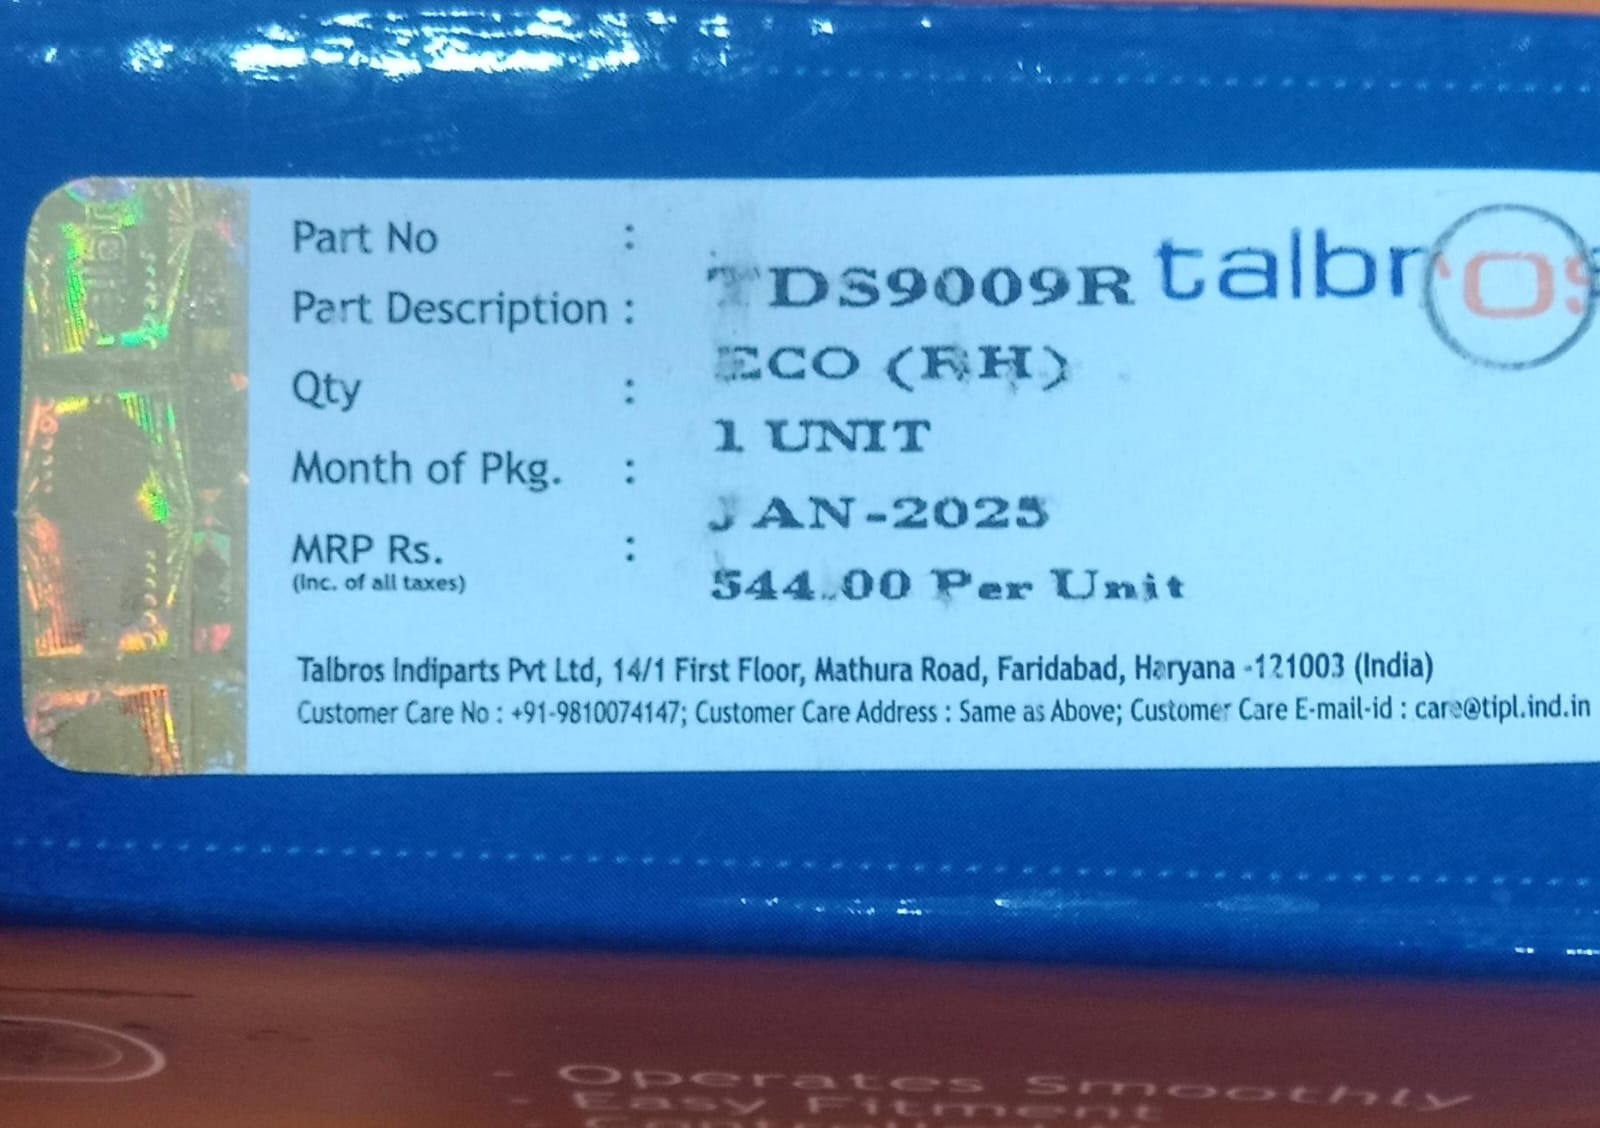 Part No :
TDS9009R
talbros
Part Description :
ECO (RH)
Qty :
1 UNIT
Month of Pkg. :
JAN-2025
MRP Rs. :
(Inc. of all taxes)
544.00 Per Unit
Talbros Indiparts Pvt Ltd, 14/1 First Floor, Mathura Road, Faridabad, Haryana -121003 (India)
Customer Care No : +91-9810074147; Customer Care Address : Same as Above; Customer Care E-mail-id : care@tipl.ind.in
- Operates Smoothly
- Easy Fitment